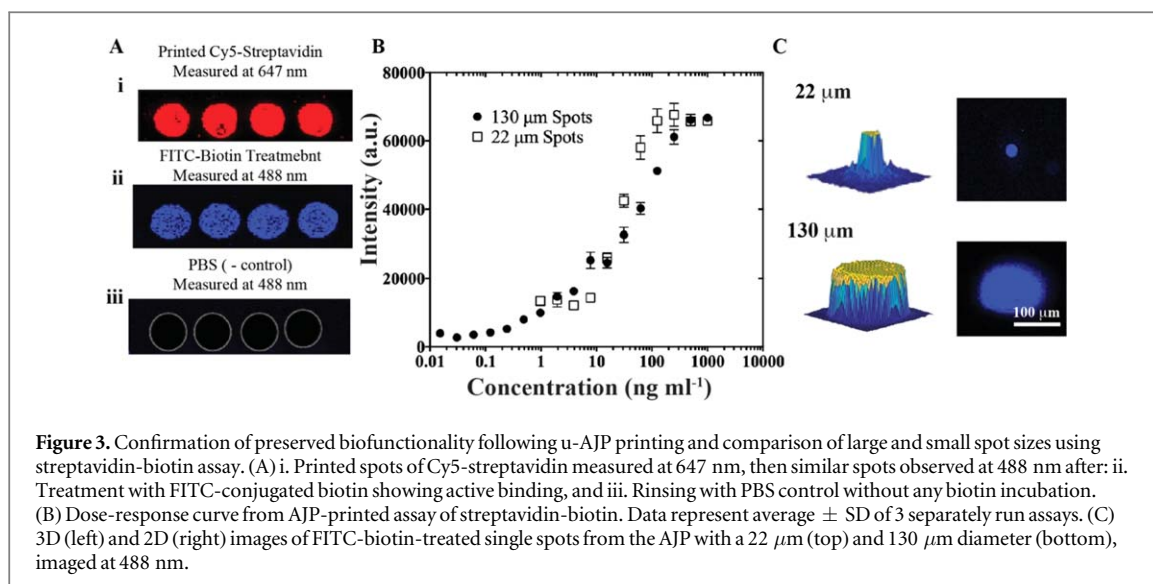 A
Printed Cy5-Streptavidin
Measured at 647 nm
i
FITC-Biotin Treatmebnt
Measured at 488 nm
ii
PBS ( - control)
Measured at 488 nm
iii
B
80000
60000
40000
20000
0
Intensity (a.u.)
130 μm Spots
22 μm Spots
0.01 0.1 1 10 100 1000 10000
Concentration (ng ml-1)
C
22 μm
130 μm
100 μm
Figure 3. Confirmation of preserved biofunctionality following u-AJP printing and comparison of large and small spot sizes using
streptavidin-biotin assay. (A) i. Printed spots of Cy5-streptavidin measured at 647 nm, then similar spots observed at 488 nm after: ii.
Treatment with FITC-conjugated biotin showing active binding, and iii. Rinsing with PBS control without any biotin incubation.
(B) Dose-response curve from AJP-printed assay of streptavidin-biotin. Data represent average ± SD of 3 separately run assays. (C)
3D (left) and 2D (right) images of FITC-biotin-treated single spots from the AJP with a 22 μm (top) and 130 μm diameter (bottom),
imaged at 488 nm.